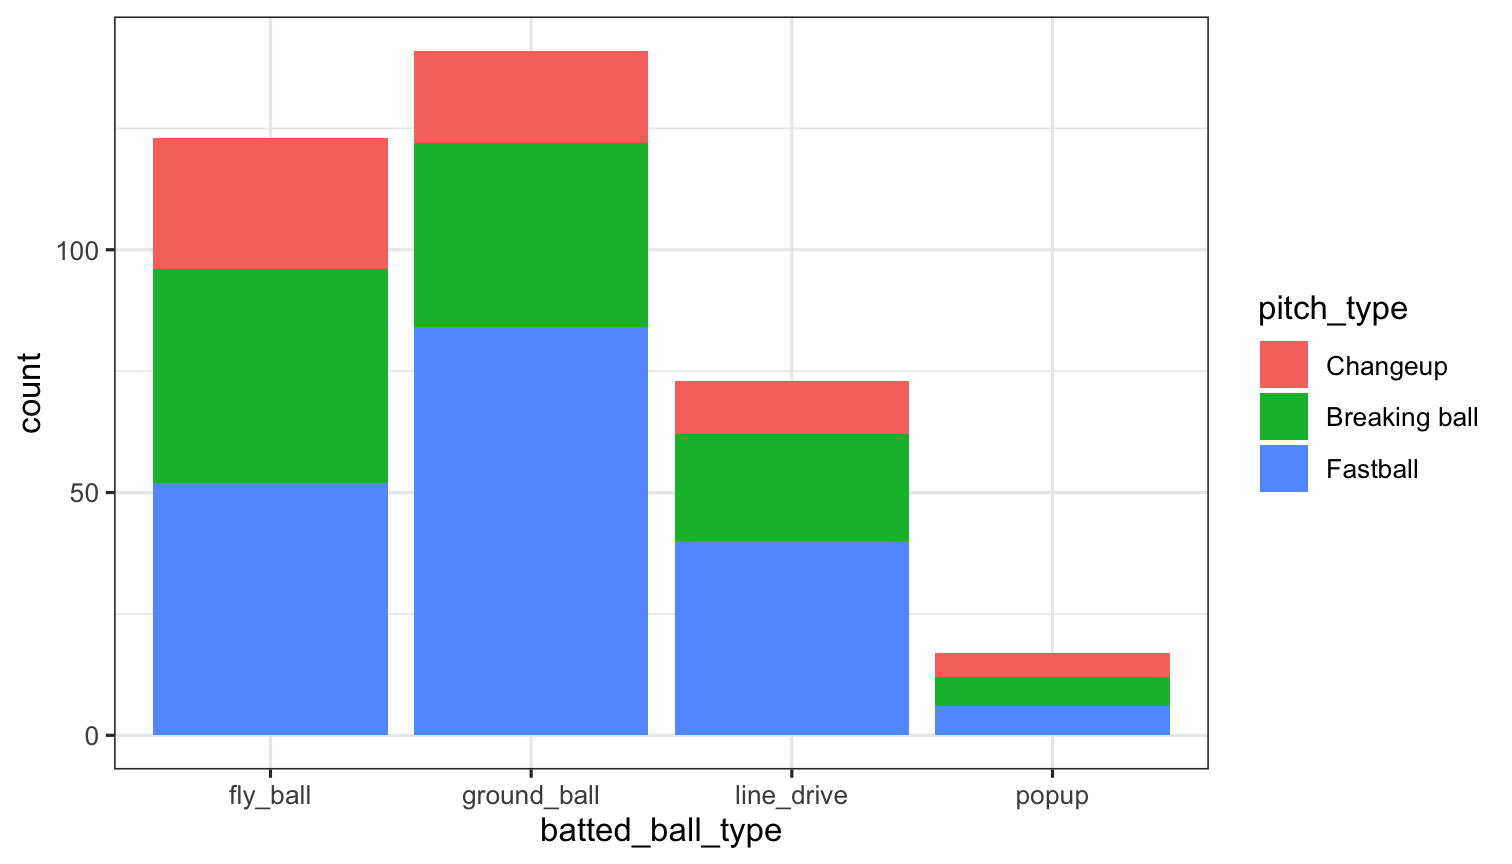 count
100
50
0
fly_ball
ground_ball
line_drive
popup
batted_ball_type
pitch_type
Changeup
Breaking ball
Fastball